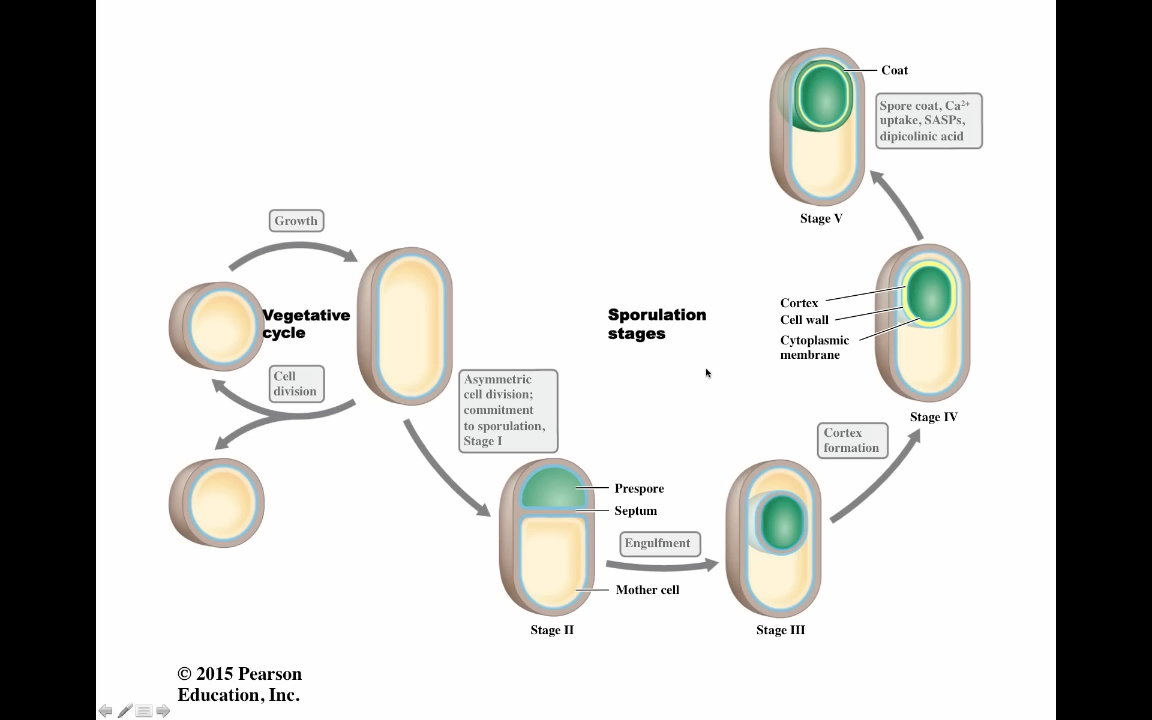 Coat
Spore coat, Ca²⁺
uptake, SASPs,
dipicolinic acid
Stage V
Growth
Vegetative
cycle
Sporulation
stages
Cortex
Cell wall
Cytoplasmic
membrane
Cell
division
Asymmetric
cell division;
commitment
to sporulation,
Stage I
Stage IV
Cortex
formation
Prespore
Septum
Engulfment
Mother cell
Stage II
Stage III
© 2015 Pearson
Education, Inc.